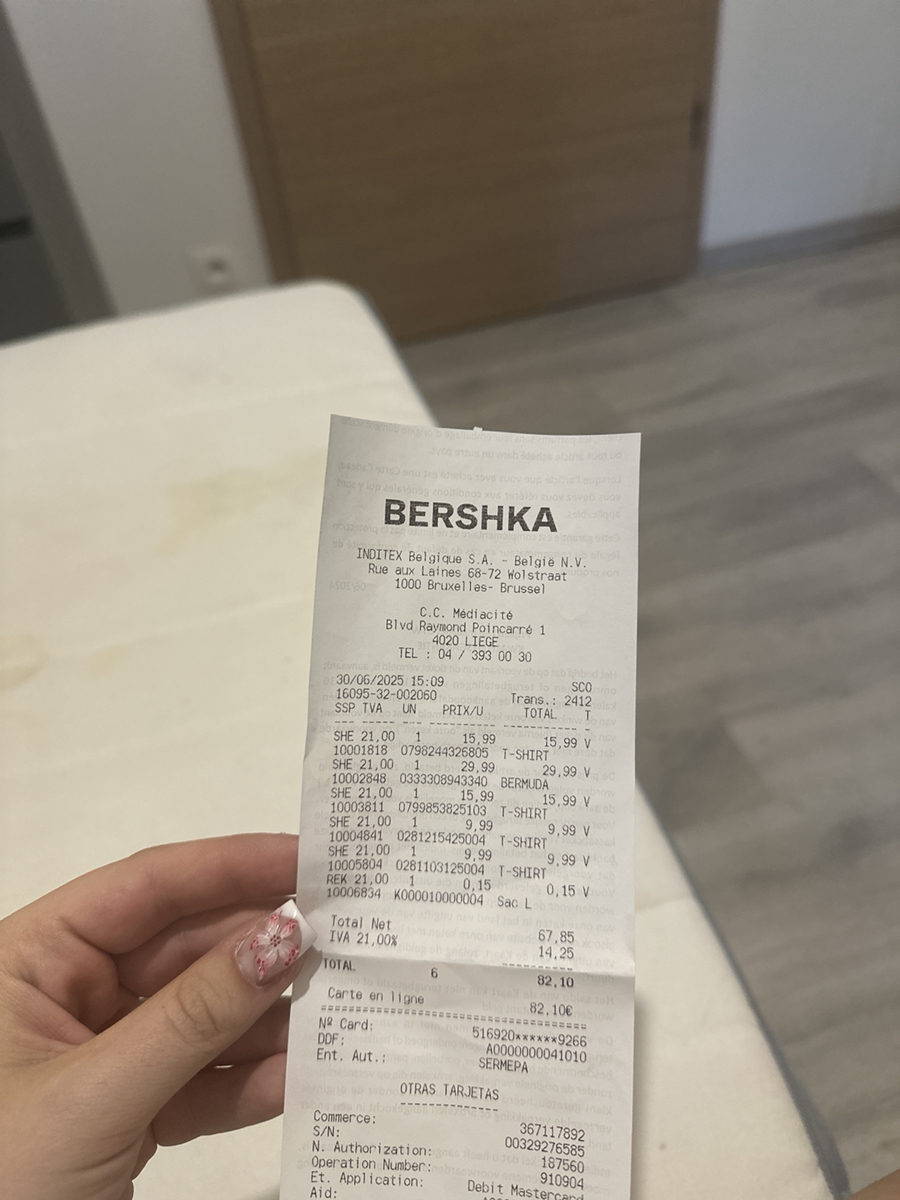 BERSHKA
INDITEX Belgique S.A. - België N.V.
Rue aux Laines 68-72 Wolstraat
1000 Bruxelles- Brussel
C.C. Médiacité
Blvd Raymond Poincarré 1
4020 LIEGE
TEL : 04 / 393 00 30
30/06/2025 15:09 SCO
16095-32-002060 Trans.: 2412
SSP TVA UN PRIX/U TOTAL T
SHE 21,00 1 15,99 15,99 V
10001818 0798244326805 T-SHIRT
SHE 21,00 1 29,99 29,99 V
10002848 0333308943340 BERMUDA
SHE 21,00 1 15,99 15,99 V
10003811 0799853825103 T-SHIRT
SHE 21,00 1 9,99 9,99 V
10004841 0281215425004 T-SHIRT
SHE 21,00 1 9,99 9,99 V
10005804 0281103125004 T-SHIRT
REK 21,00 1 0,15 0,15 V
10006834 K000010000004 Sac L
Total Net 67,85
IVA 21,00% 14,25
TOTAL 6 82,10
Carte en ligne 82,10€
Nº Card: 516920******9266
DDF: A0000000041010
Ent. Aut.: SERMEPA
OTRAS TARJETAS
Commerce: 367117892
S/N: 00329276585
N. Authorization: 187560
Operation Number: 910904
Et. Application: Debit Mastercard
Aid: